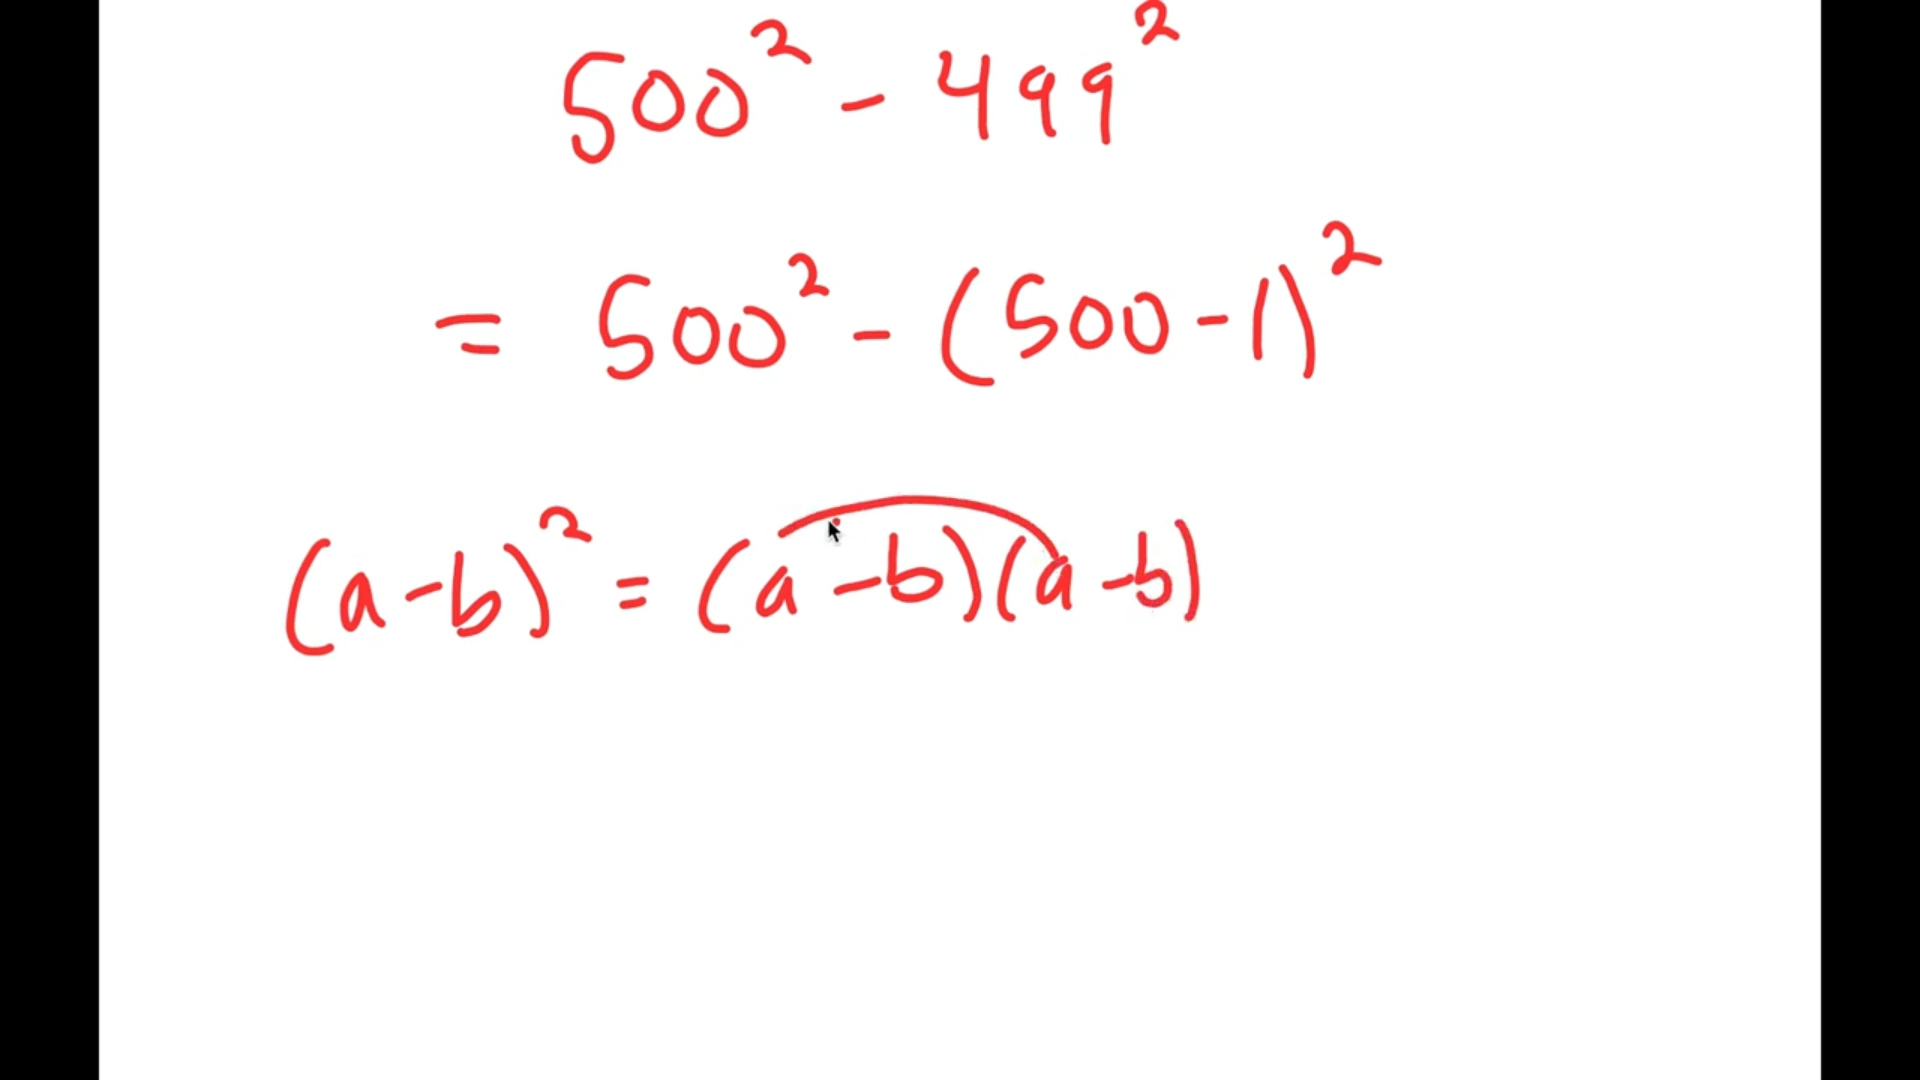 500² - 499²
= 500² - (500-1)²
(a-b)² = (a-b)(a-b)